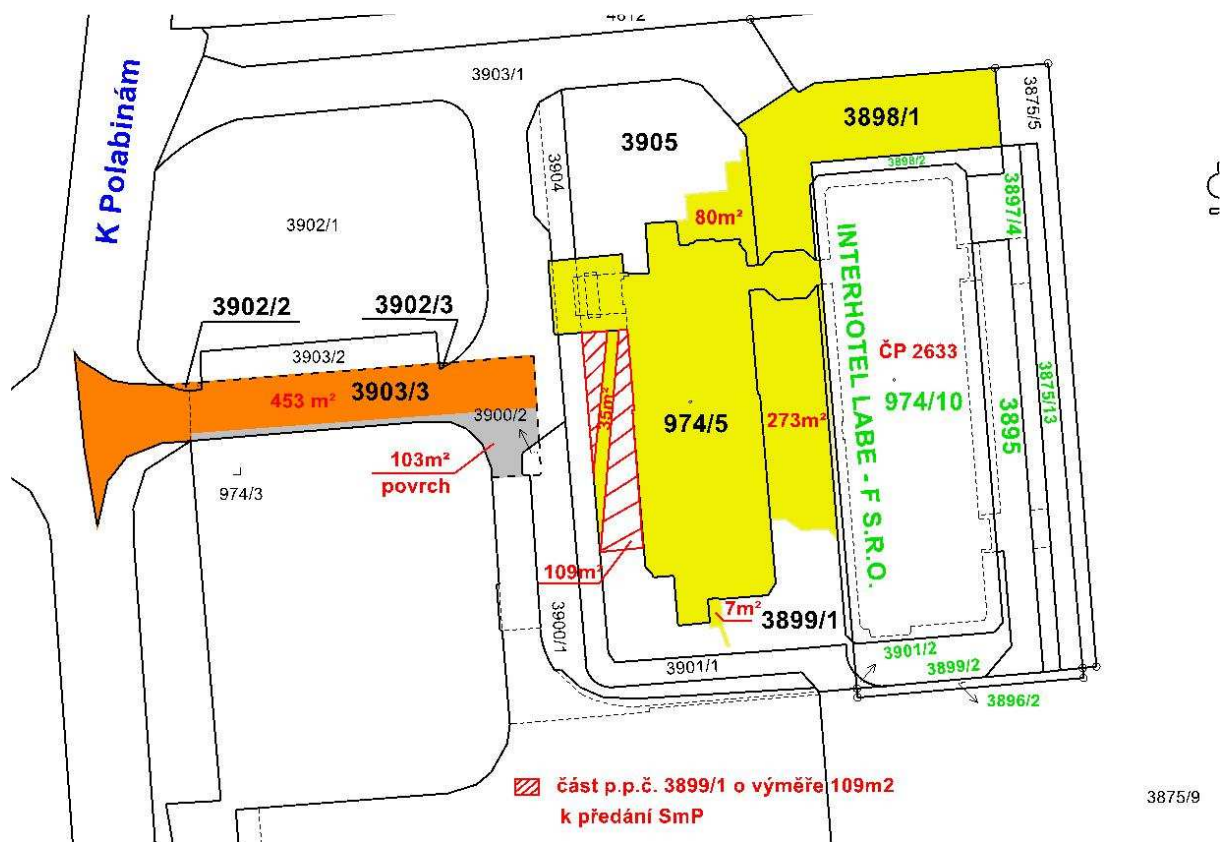 4812
3903/1
K Polabinám
3905
3898/1
3875/5
3904
3898/2
3897/4
3902/1
80m²
INTERHOTEL LABE - F S.R.O.
3902/2
3902/3
3903/2
3903/3
453 m²
3900/2
35m²
974/5
273m²
ČP 2633
974/10
3895
3875/13
103m²
povrch
974/3
109m²
7m²
3899/1
3900/1
3901/1
3901/2
3899/2
3896/2
část p.p.č. 3899/1 o výměře 109m2
k předání SmP
3875/9